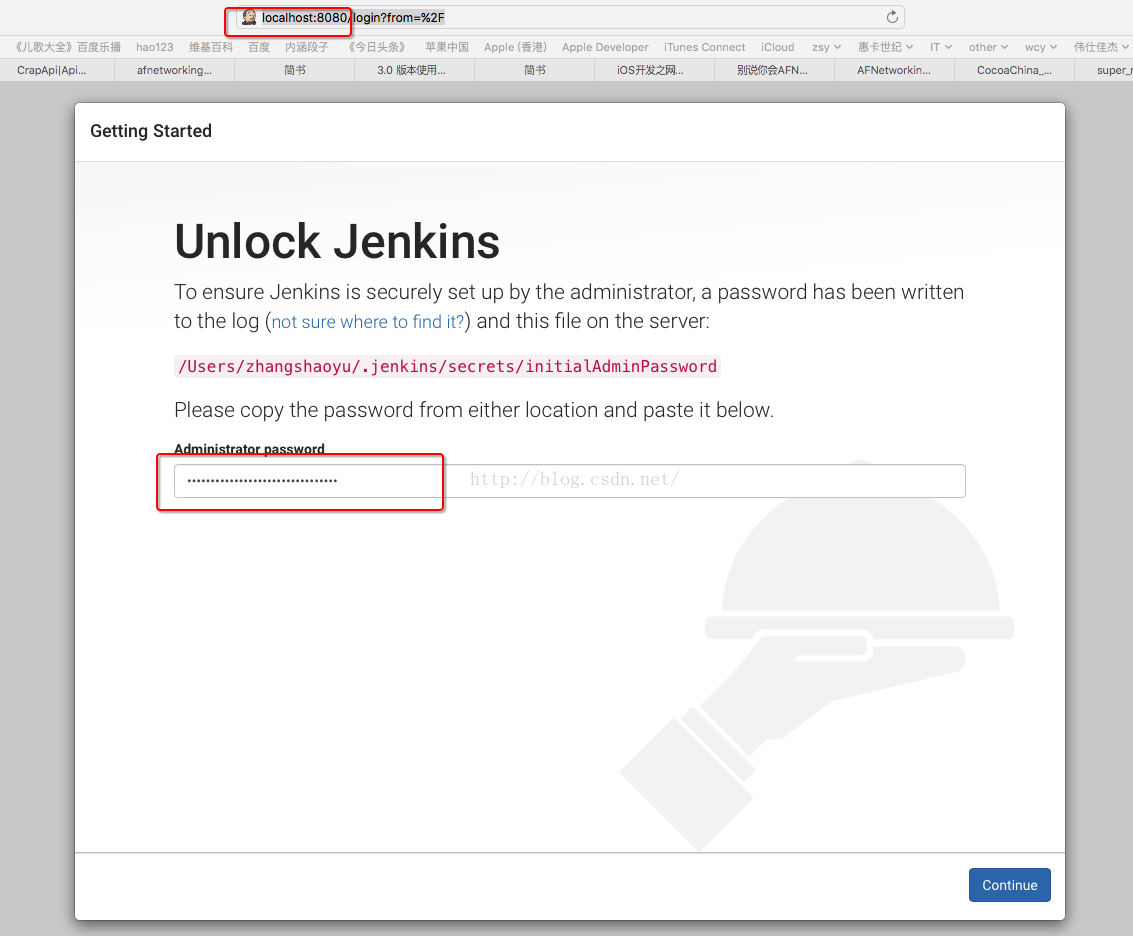 localhost:8080/login?from=%2F
《儿歌大全》百度乐播 hao123 维基百科 百度 内涵段子 《今日头条》 苹果中国 Apple (香港) Apple Developer iTunes Connect iCloud zsy 惠卡世纪 IT other wcy 伟仕佳杰
CrapApi|Api... afnetworking... 简书 3.0 版本使用... 简书 iOS开发之网... 别说你会AFN... AFNetworkin... CocoaChina_... super_
Getting Started
Unlock Jenkins
To ensure Jenkins is securely set up by the administrator, a password has been written
to the log (not sure where to find it?) and this file on the server:
/Users/zhangshaoyu/.jenkins/secrets/initialAdminPassword
Please copy the password from either location and paste it below.
Administrator password
http://blog.csdn.net/
Continue